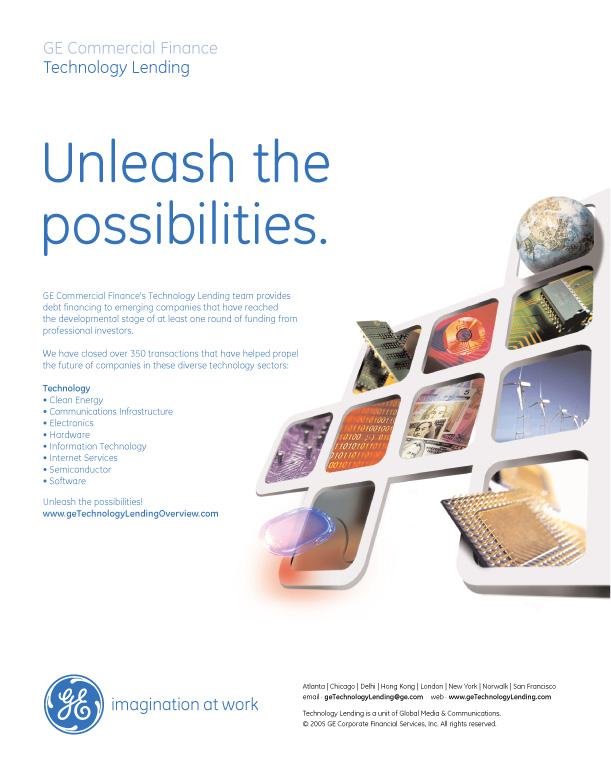 GE Commercial Finance
Technology Lending
Unleash the
possibilities.
GE Commercial Finance's Technology Lending team provides
debt financing to emerging companies that have reached
the developmental stage of at least one round of funding from
professional investors.
We have closed over 350 transactions that have helped propel
the future of companies in these diverse technology sectors:
Technology
• Clean Energy
• Communications Infrastructure
• Electronics
• Hardware
• Information Technology
• Internet Services
• Semiconductor
• Software
Unleash the possibilities!
www.geTechnologyLendingOverview.com
GE imagination at work
Atlanta | Chicago | Delhi | Hong Kong | London | New York | Norwalk | San Francisco
email · geTechnologyLending@ge.com web · www.geTechnologyLending.com
Technology Lending is a unit of Global Media & Communications.
© 2005 GE Corporate Financial Services, Inc. All rights reserved.